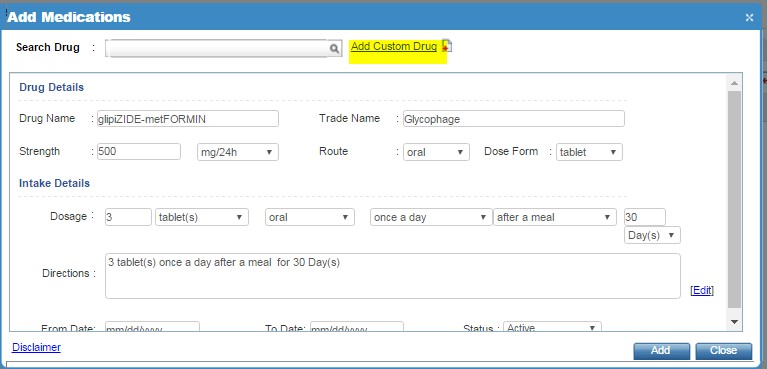 Add Medications
Search Drug : Add Custom Drug
Drug Details
Drug Name : glipiZIDE-metFORMIN Trade Name : Glycophage
Strength : 500 mg/24h Route : oral Dose Form : tablet
Intake Details
Dosage : 3 tablet(s) oral once a day after a meal 30
Day(s)
Directions : 3 tablet(s) once a day after a meal for 30 Day(s)
[Edit]
From Date: mm/dd/yyyy To Date: mm/dd/yyyy Status : Active
Disclaimer Add Close